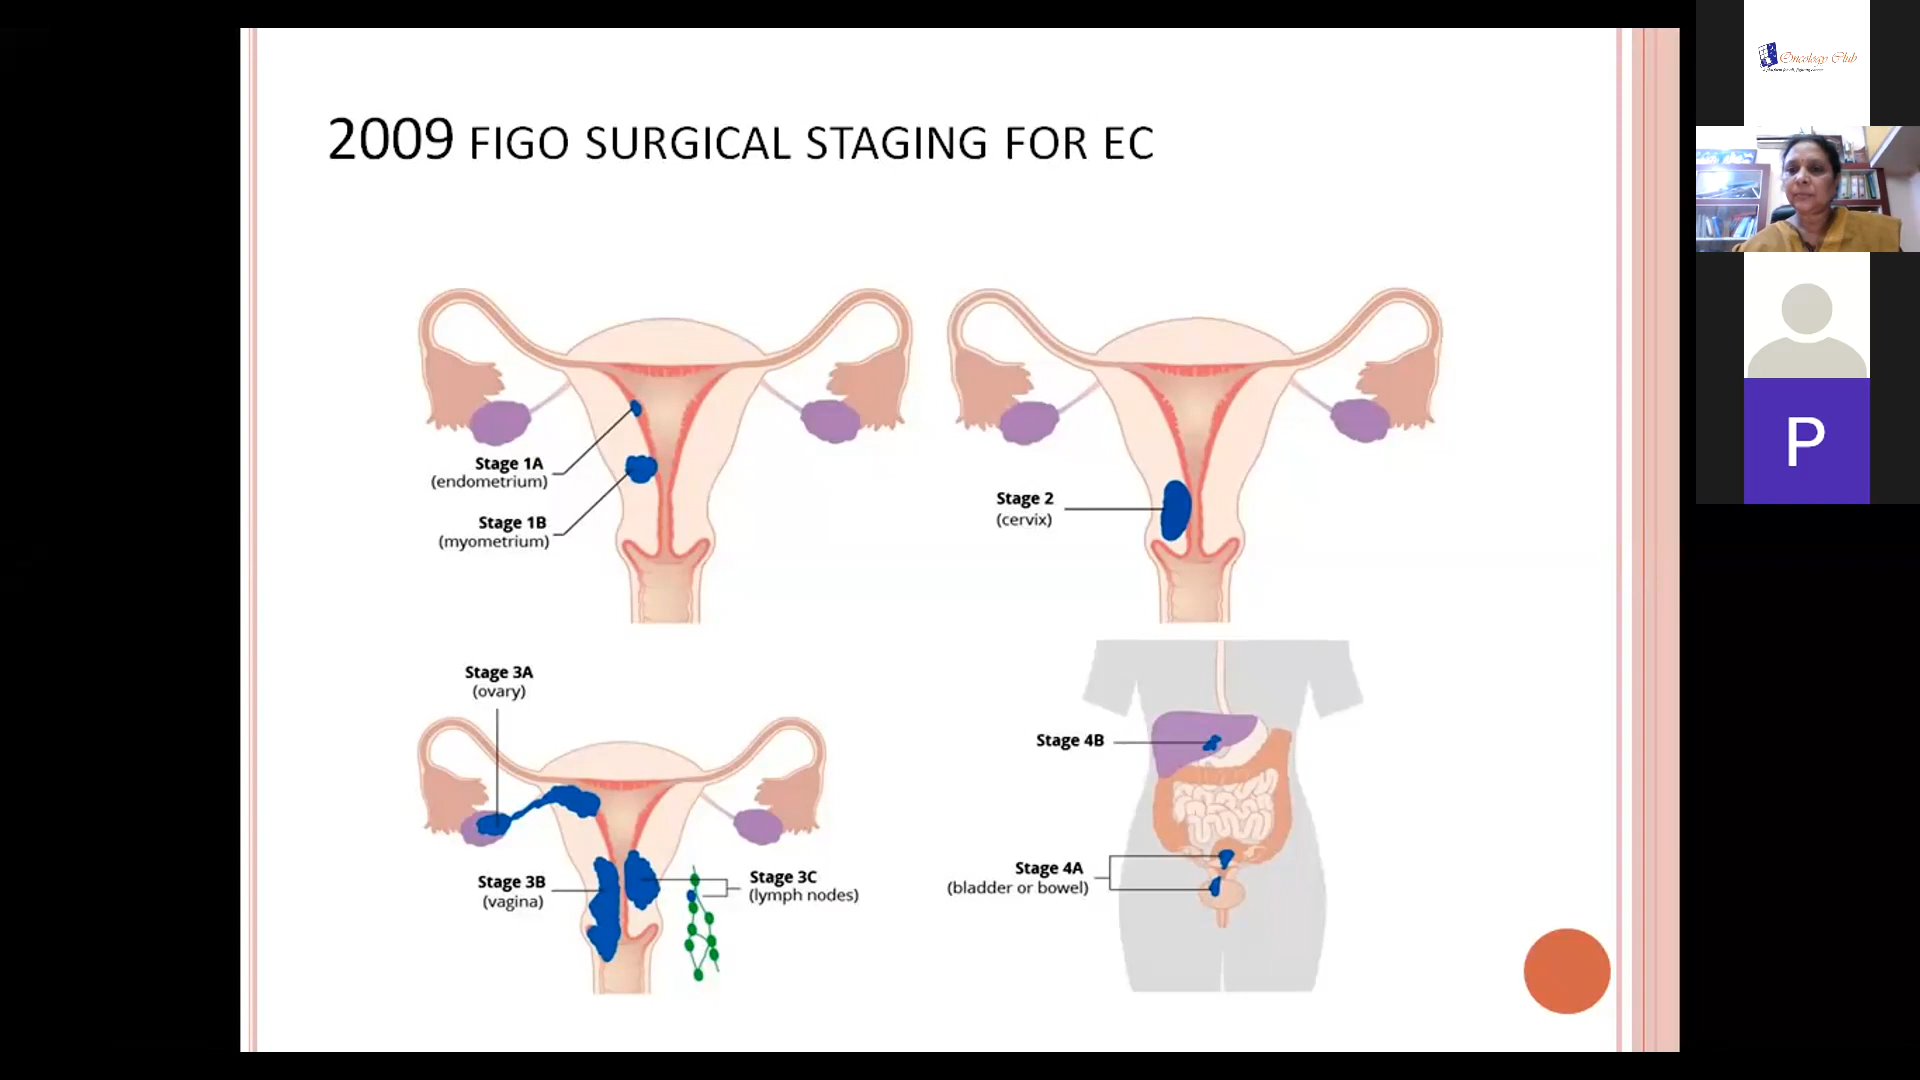 2009 FIGO SURGICAL STAGING FOR EC
Stage 1A
(endometrium)
Stage 1B
(myometrium)
Stage 2
(cervix)
Stage 3A
(ovary)
Stage 3B
(vagina)
Stage 3C
(lymph nodes)
Stage 4B
Stage 4A
(bladder or bowel)
Oncology Club
P